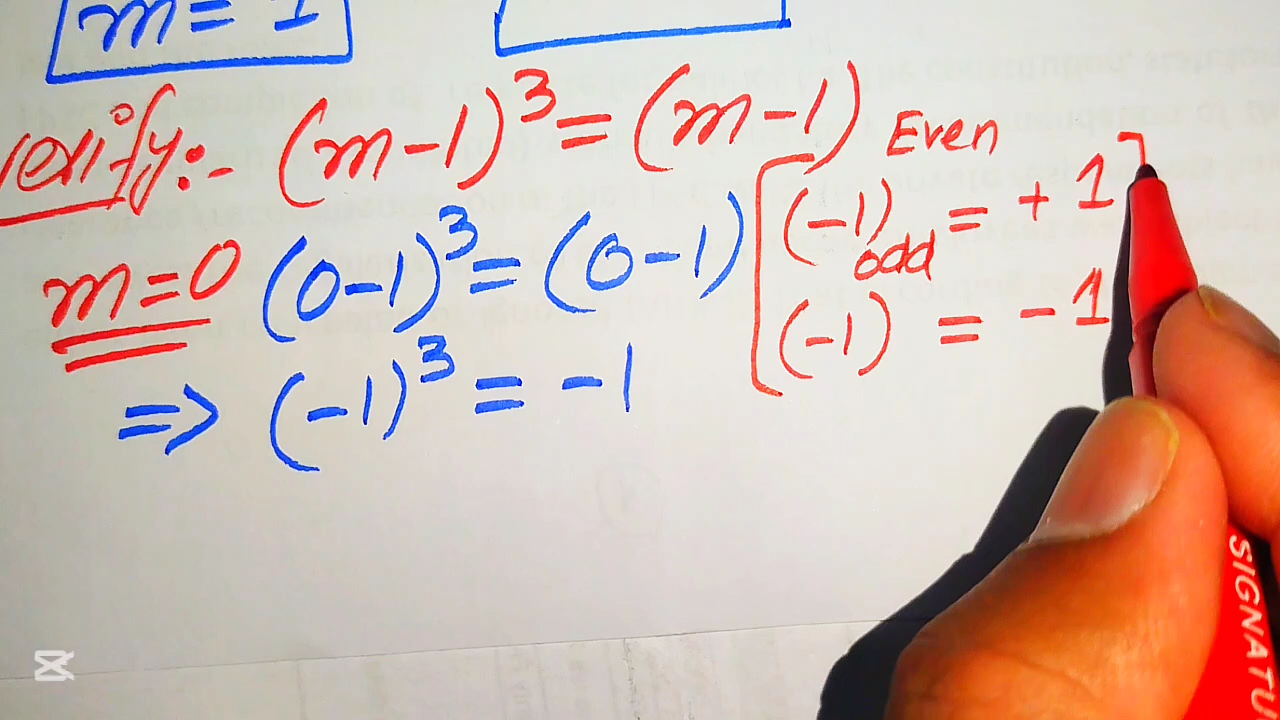 m = 1
verify:- (m-1)³ = (m-1)
m=0 (0-1)³ = (0-1)
=> (-1)³ = -1
[(-1)^Even = +1
(-1)^odd = -1]
SIGNATU